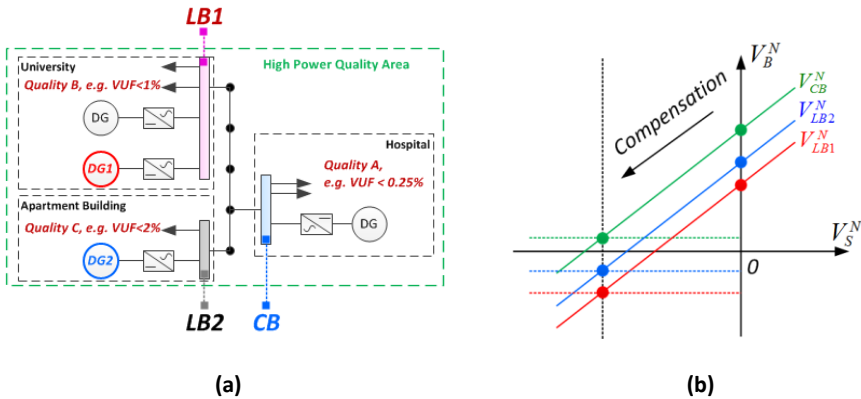 LB1
University
High Power Quality Area
Quality B, e.g. VUF<1%
DG
DG1
Hospital
Quality A,
e.g. VUF < 0.25%
DG
Apartment Building
Quality C, e.g. VUF<2%
DG2
LB2
CB
(a)
V_B^N
V_CB^N
V_LB2^N
V_LB1^N
Compensation
V_S^N
0
(b)